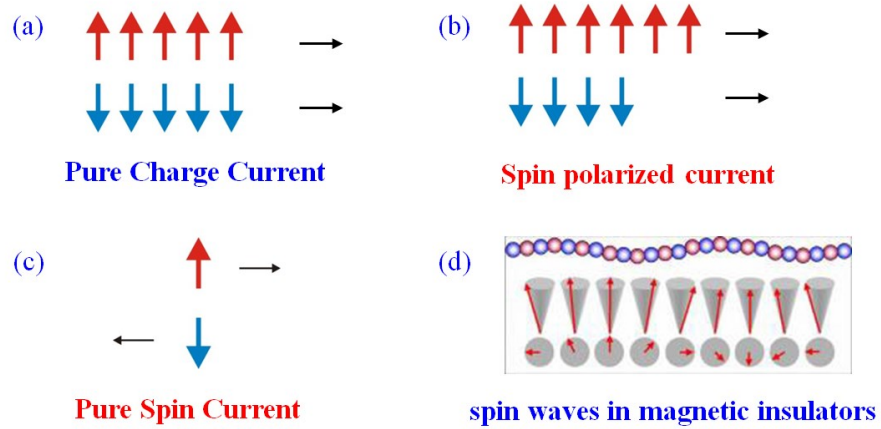 (a)
(b)
Pure Charge Current
Spin polarized current
(c)
(d)
Pure Spin Current
spin waves in magnetic insulators